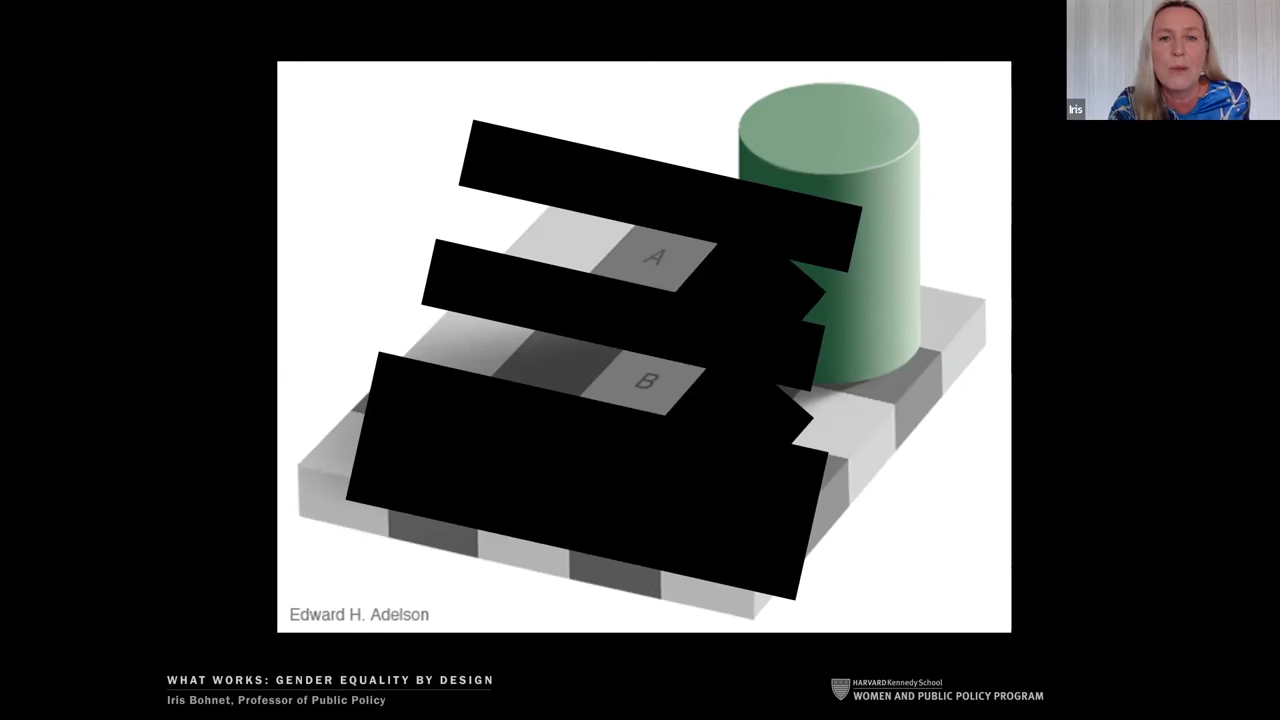 Iris
A
B
Edward H. Adelson
WHAT WORKS: GENDER EQUALITY BY DESIGN
Iris Bohnet, Professor of Public Policy
HARVARD Kennedy School
WOMEN AND PUBLIC POLICY PROGRAM